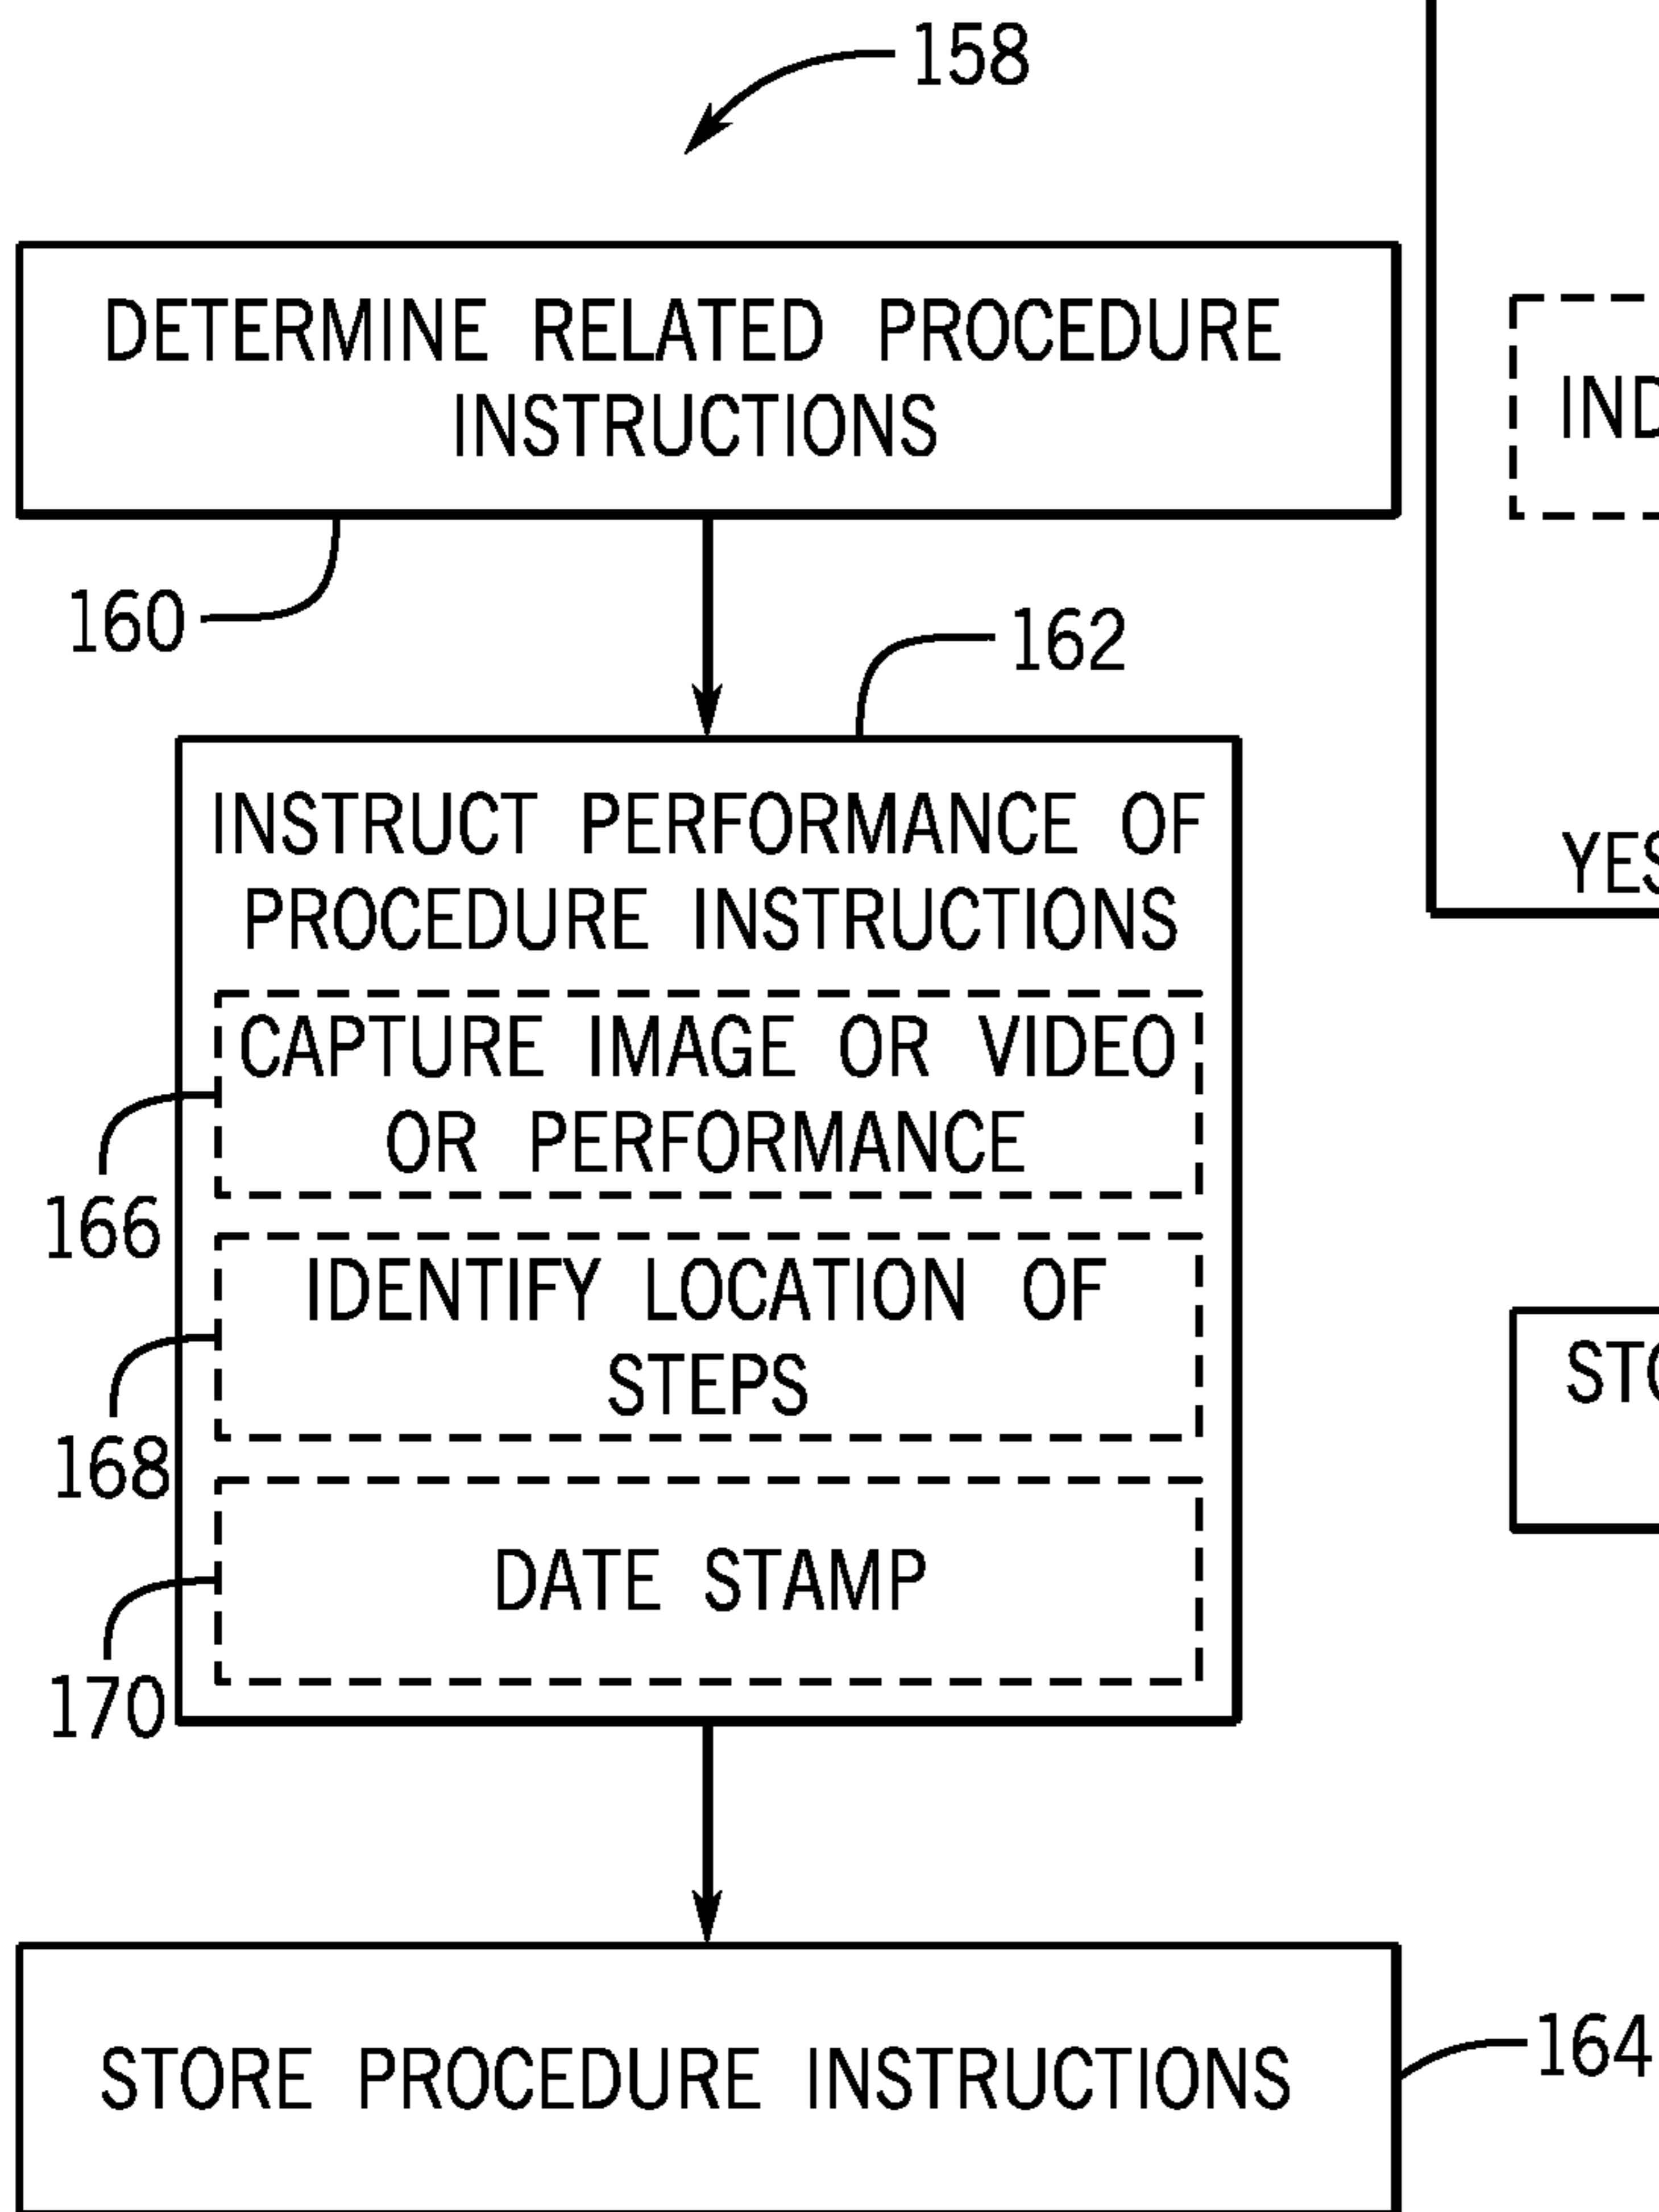 158
DETERMINE RELATED PROCEDURE
INSTRUCTIONS
160
162
INSTRUCT PERFORMANCE OF
PROCEDURE INSTRUCTIONS
CAPTURE IMAGE OR VIDEO
OR PERFORMANCE
166
IDENTIFY LOCATION OF
STEPS
168
DATE STAMP
170
STORE PROCEDURE INSTRUCTIONS
164
YES